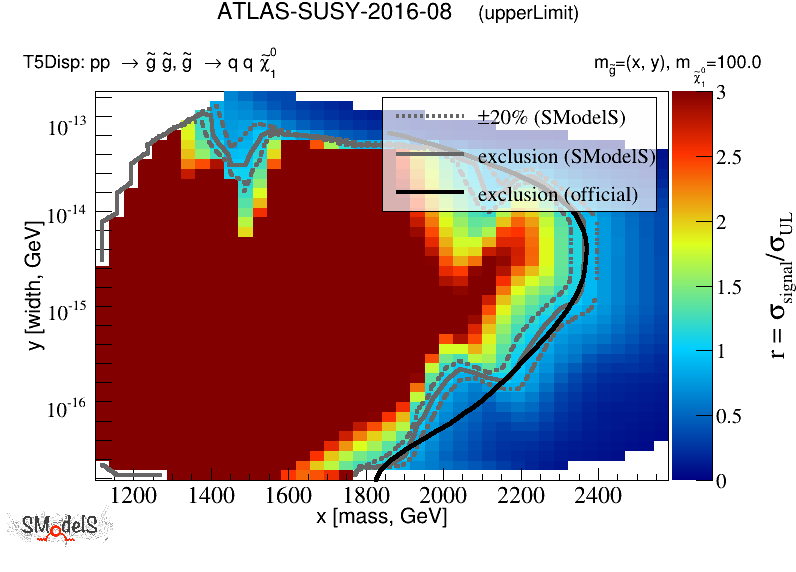 ATLAS-SUSY-2016-08 (upperLimit)
T5Disp: pp → g̃ g̃, g̃ → q q χ̃₁⁰ m_g̃=(x, y), m_χ̃₁⁰=100.0
±20% (SModelS)
exclusion (SModelS)
exclusion (official)
10⁻¹³
10⁻¹⁴
10⁻¹⁵
10⁻¹⁶
y [width, GeV]
1200 1400 1600 1800 2000 2200 2400
x [mass, GeV]
3
2.5
2
1.5
1
0.5
0
r = σ_signal/σ_UL
SModelS